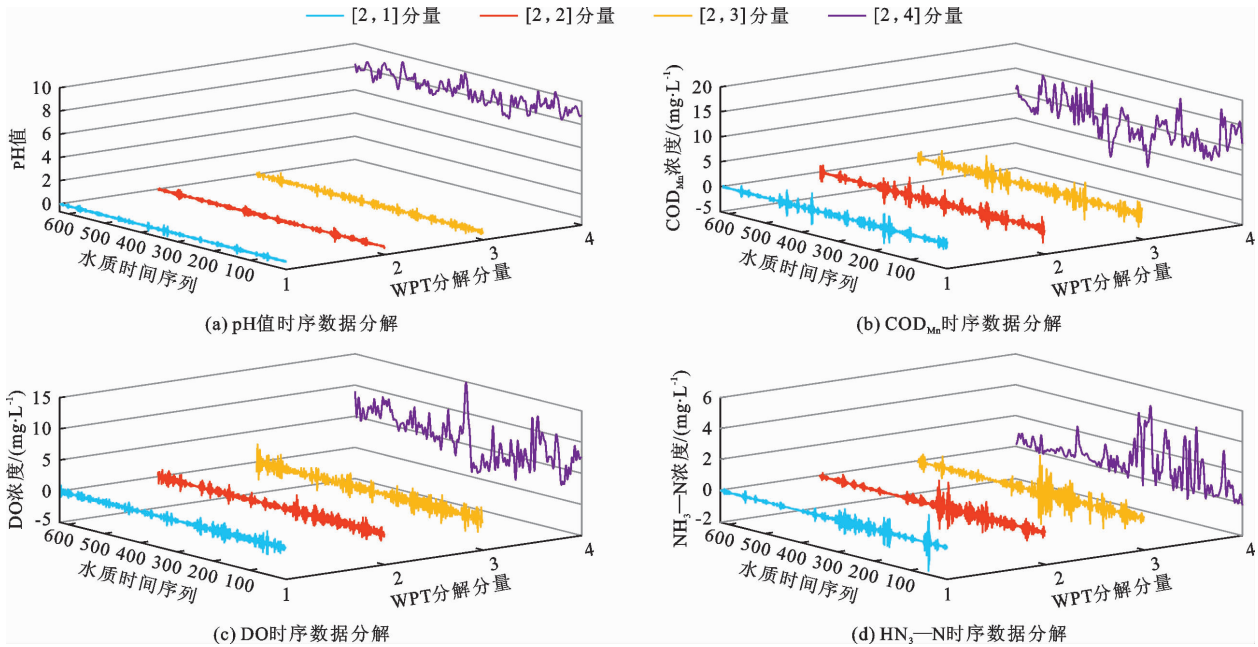 [2,1]分量 [2,2]分量 [2,3]分量 [2,4]分量
10
8
6
4
2
0
PH值
600 500 400 300 200 100
水质时间序列
1 2 3 4
WPT分解分量
(a) pH值时序数据分解
20
15
10
5
0
-5
COD_Mn浓度/(mg·L⁻¹)
600 500 400 300 200 100
水质时间序列
1 2 3 4
WPT分解分量
(b) COD_Mn时序数据分解
15
10
5
0
-5
DO浓度/(mg·L⁻¹)
600 500 400 300 200 100
水质时间序列
1 2 3 4
WPT分解分量
(c) DO时序数据分解
6
4
2
0
-2
NH₃—N浓度/(mg·L⁻¹)
600 500 400 300 200 100
水质时间序列
1 2 3 4
WPT分解分量
(d) HN₃—N时序数据分解